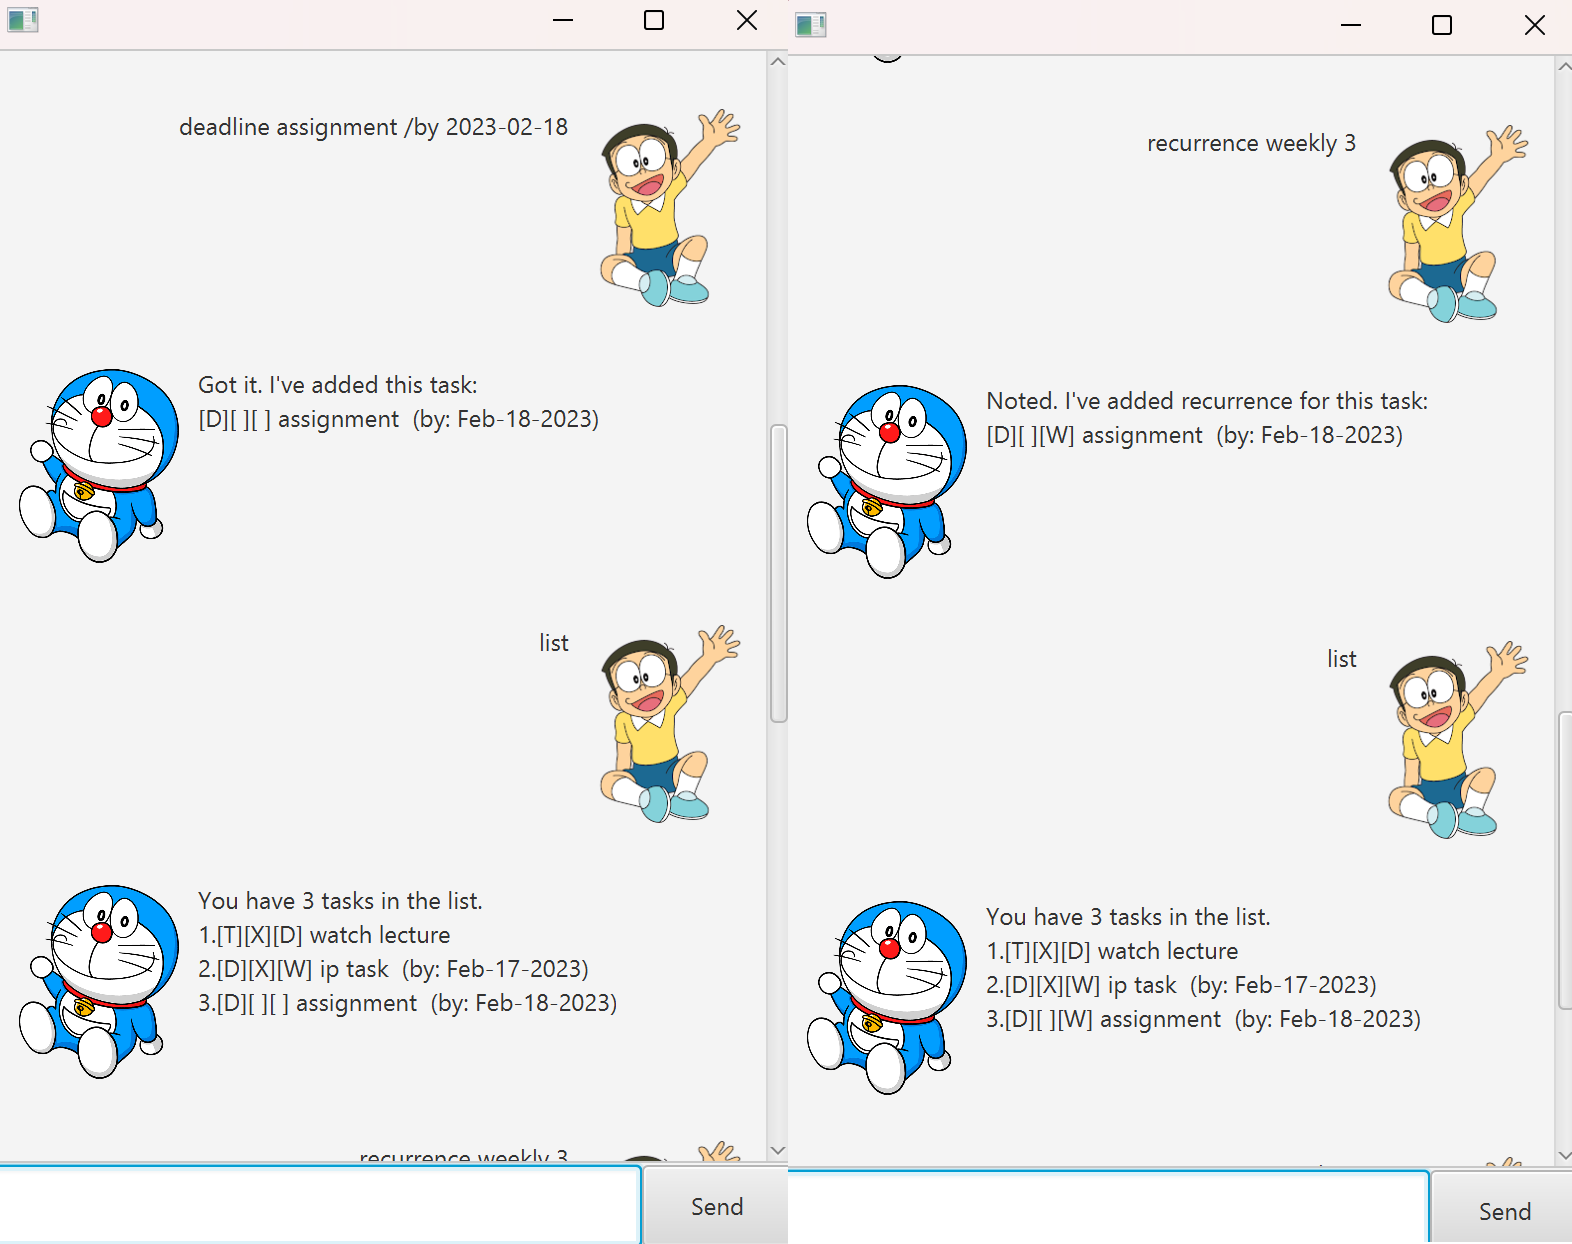 deadline assignment /by 2023-02-18
Got it. I've added this task:
[D][ ][ ] assignment  (by: Feb-18-2023)
list
You have 3 tasks in the list.
1.[T][X][D] watch lecture
2.[D][X][W] ip task  (by: Feb-17-2023)
3.[D][ ][ ] assignment  (by: Feb-18-2023)
recurrence weekly 3
Send
recurrence weekly 3
Noted. I've added recurrence for this task:
[D][ ][W] assignment  (by: Feb-18-2023)
list
You have 3 tasks in the list.
1.[T][X][D] watch lecture
2.[D][X][W] ip task  (by: Feb-17-2023)
3.[D][ ][W] assignment  (by: Feb-18-2023)
Send